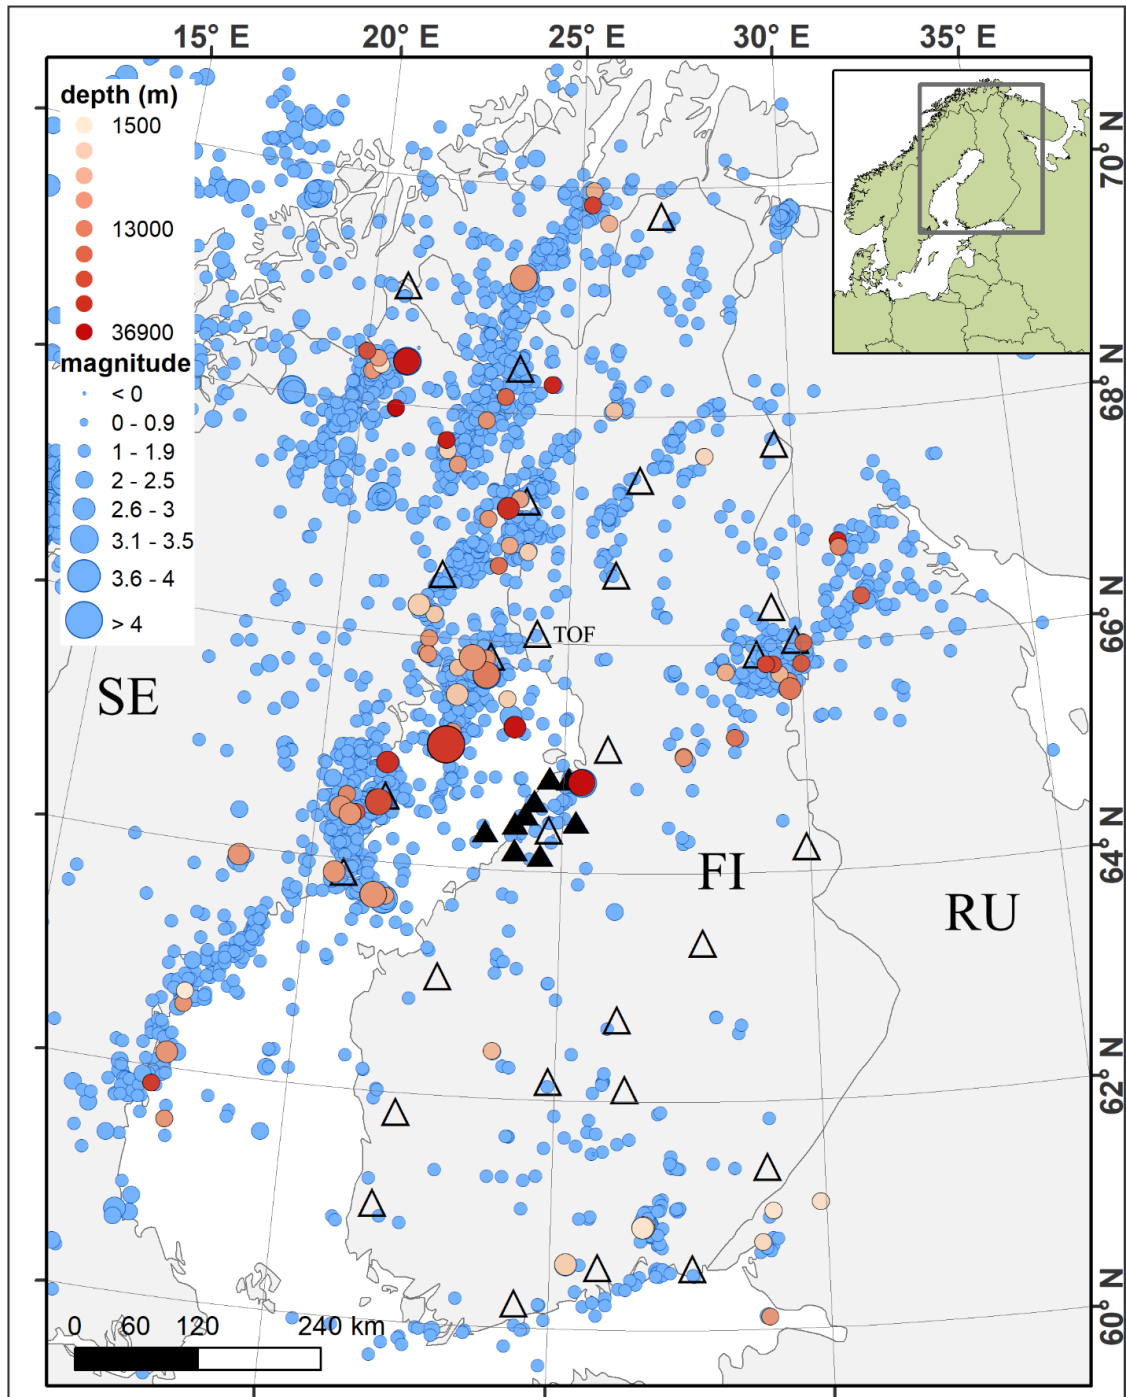 15° E 20° E 25° E 30° E 35° E
depth (m)
1500
13000
36900
magnitude
< 0
0 - 0.9
1 - 1.9
2 - 2.5
2.6 - 3
3.1 - 3.5
3.6 - 4
> 4
70° N
68° N
66° N
64° N
62° N
60° N
TOF
SE
FI
RU
0 60 120 240 km